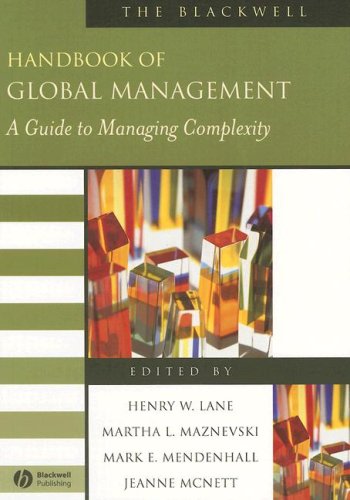 THE BLACKWELL
HANDBOOK OF
GLOBAL MANAGEMENT
A Guide to Managing Complexity
EDITED BY
HENRY W. LANE
MARTHA L. MAZNEVSKI
MARK E. MENDENHALL
JEANNE MCNETT
Blackwell
Publishing